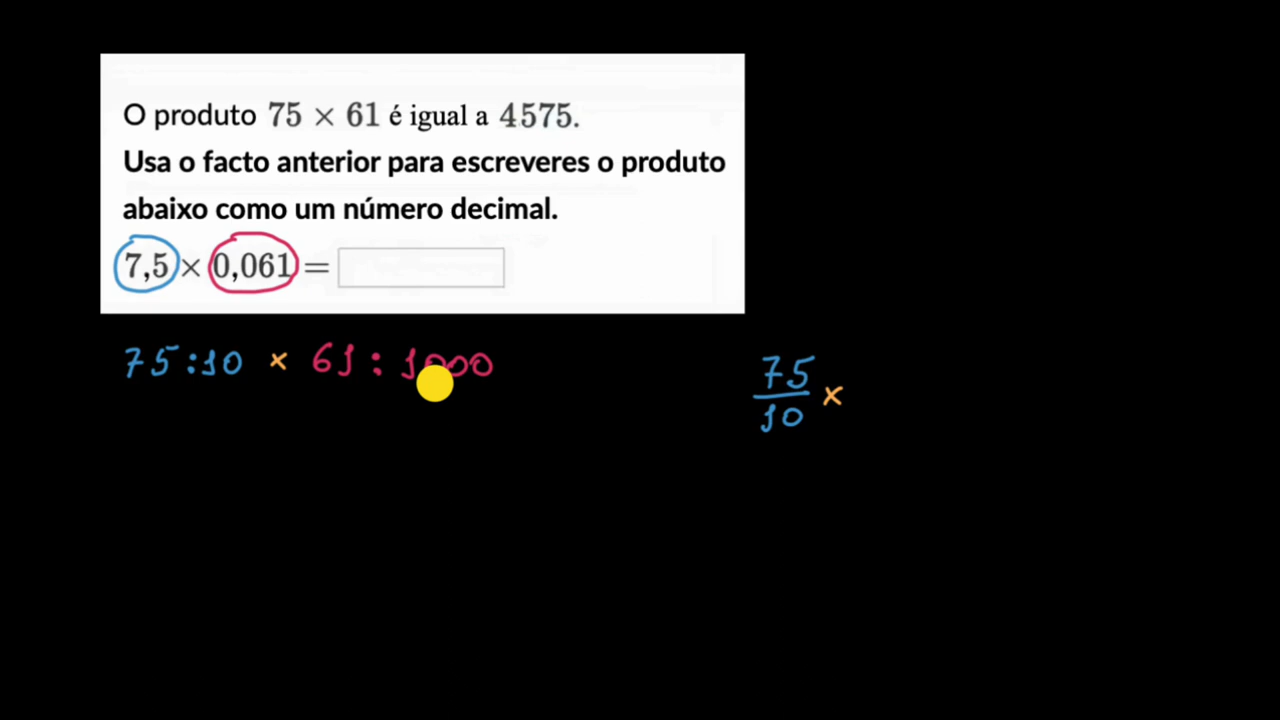 O produto 75 × 61 é igual a 4575.
Usa o facto anterior para escreveres o produto
abaixo como um número decimal.
7,5 × 0,061 =
75:10 × 61:1000
75
10 ×